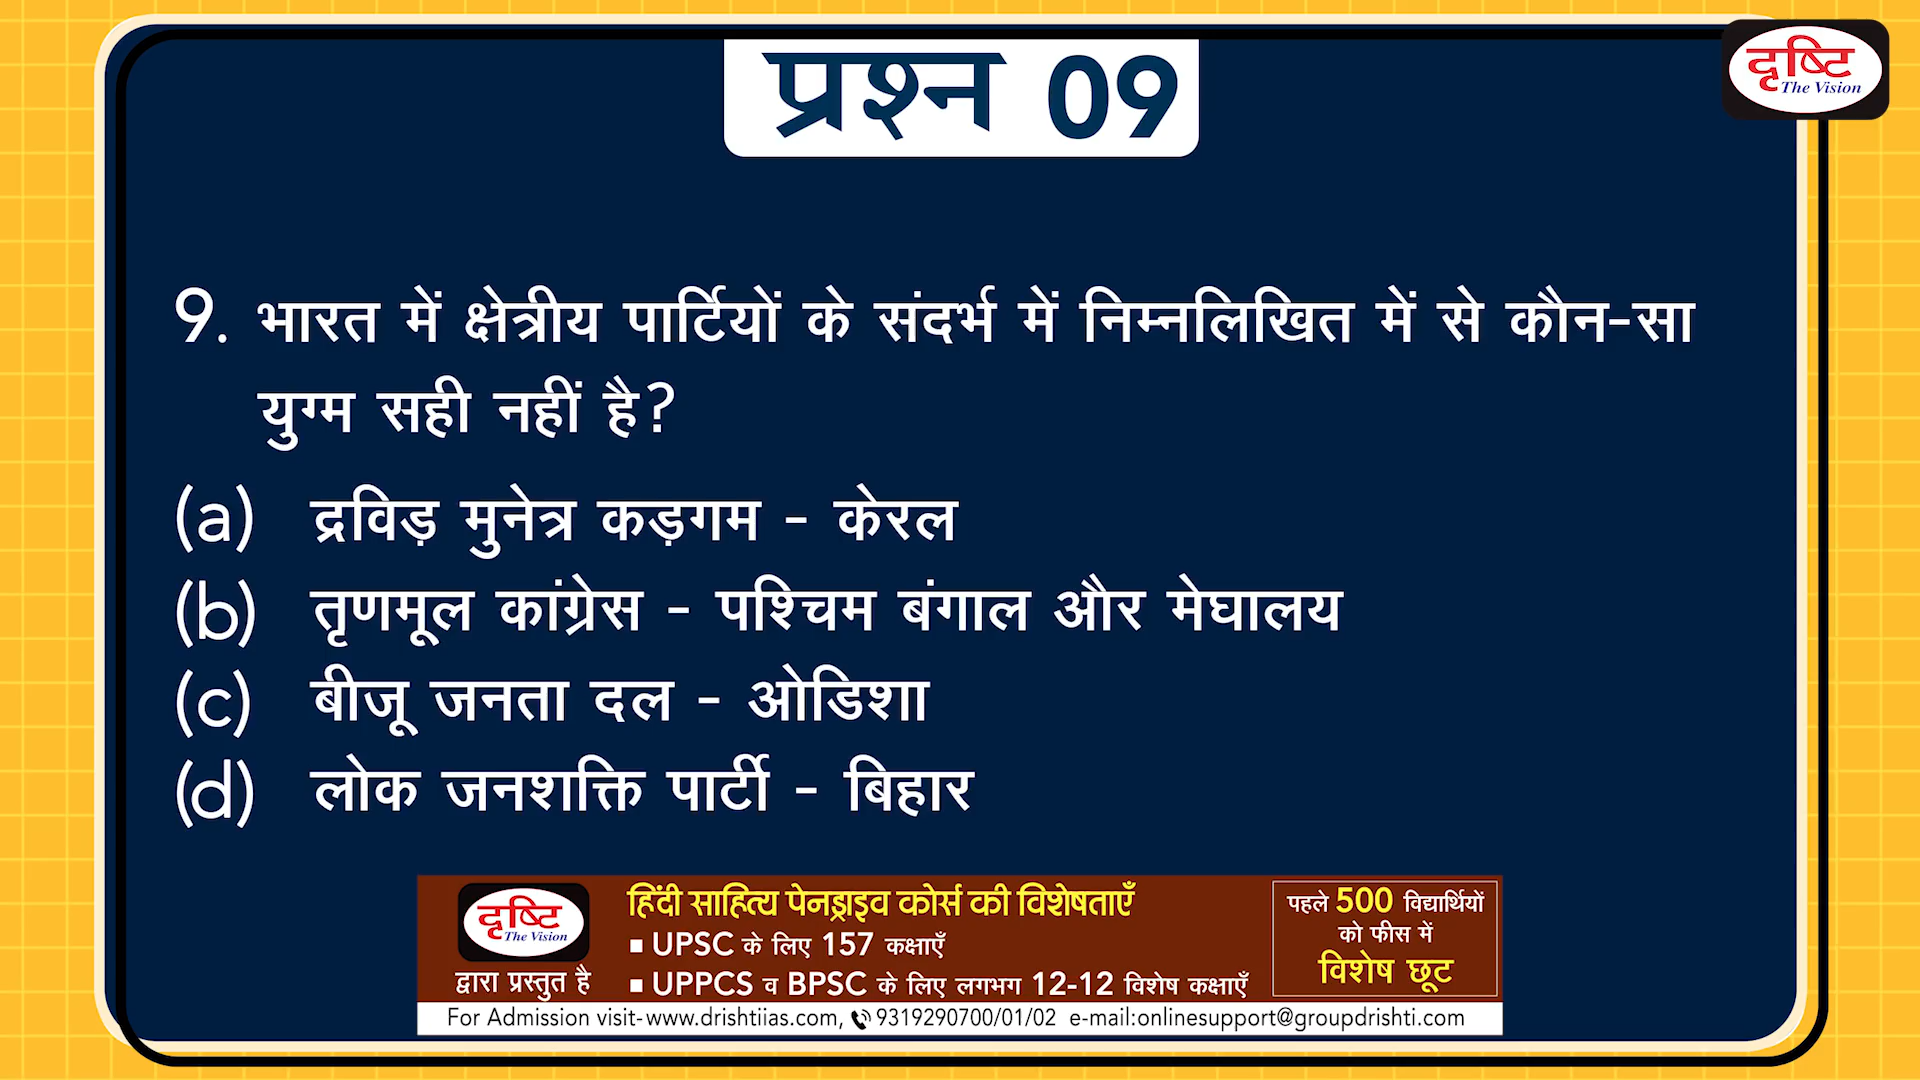 प्रश्न 09
दृष्टि
The Vision
9. भारत में क्षेत्रीय पार्टियों के संदर्भ में निम्नलिखित में से कौन-सा
युग्म सही नहीं है?
(a) द्रविड़ मुनेत्र कड़गम - केरल
(b) तृणमूल कांग्रेस - पश्चिम बंगाल और मेघालय
(c) बीजू जनता दल - ओडिशा
(d) लोक जनशक्ति पार्टी - बिहार
दृष्टि
The Vision
द्वारा प्रस्तुत है
हिंदी साहित्य पेनड्राइव कोर्स की विशेषताएँ
▪ UPSC के लिए 157 कक्षाएँ
▪ UPPCS व BPSC के लिए लगभग 12-12 विशेष कक्षाएँ
पहले 500 विद्यार्थियों
को फीस में
विशेष छूट
For Admission visit-www.drishtiias.com, 9319290700/01/02 e-mail:onlinesupport@groupdrishti.com